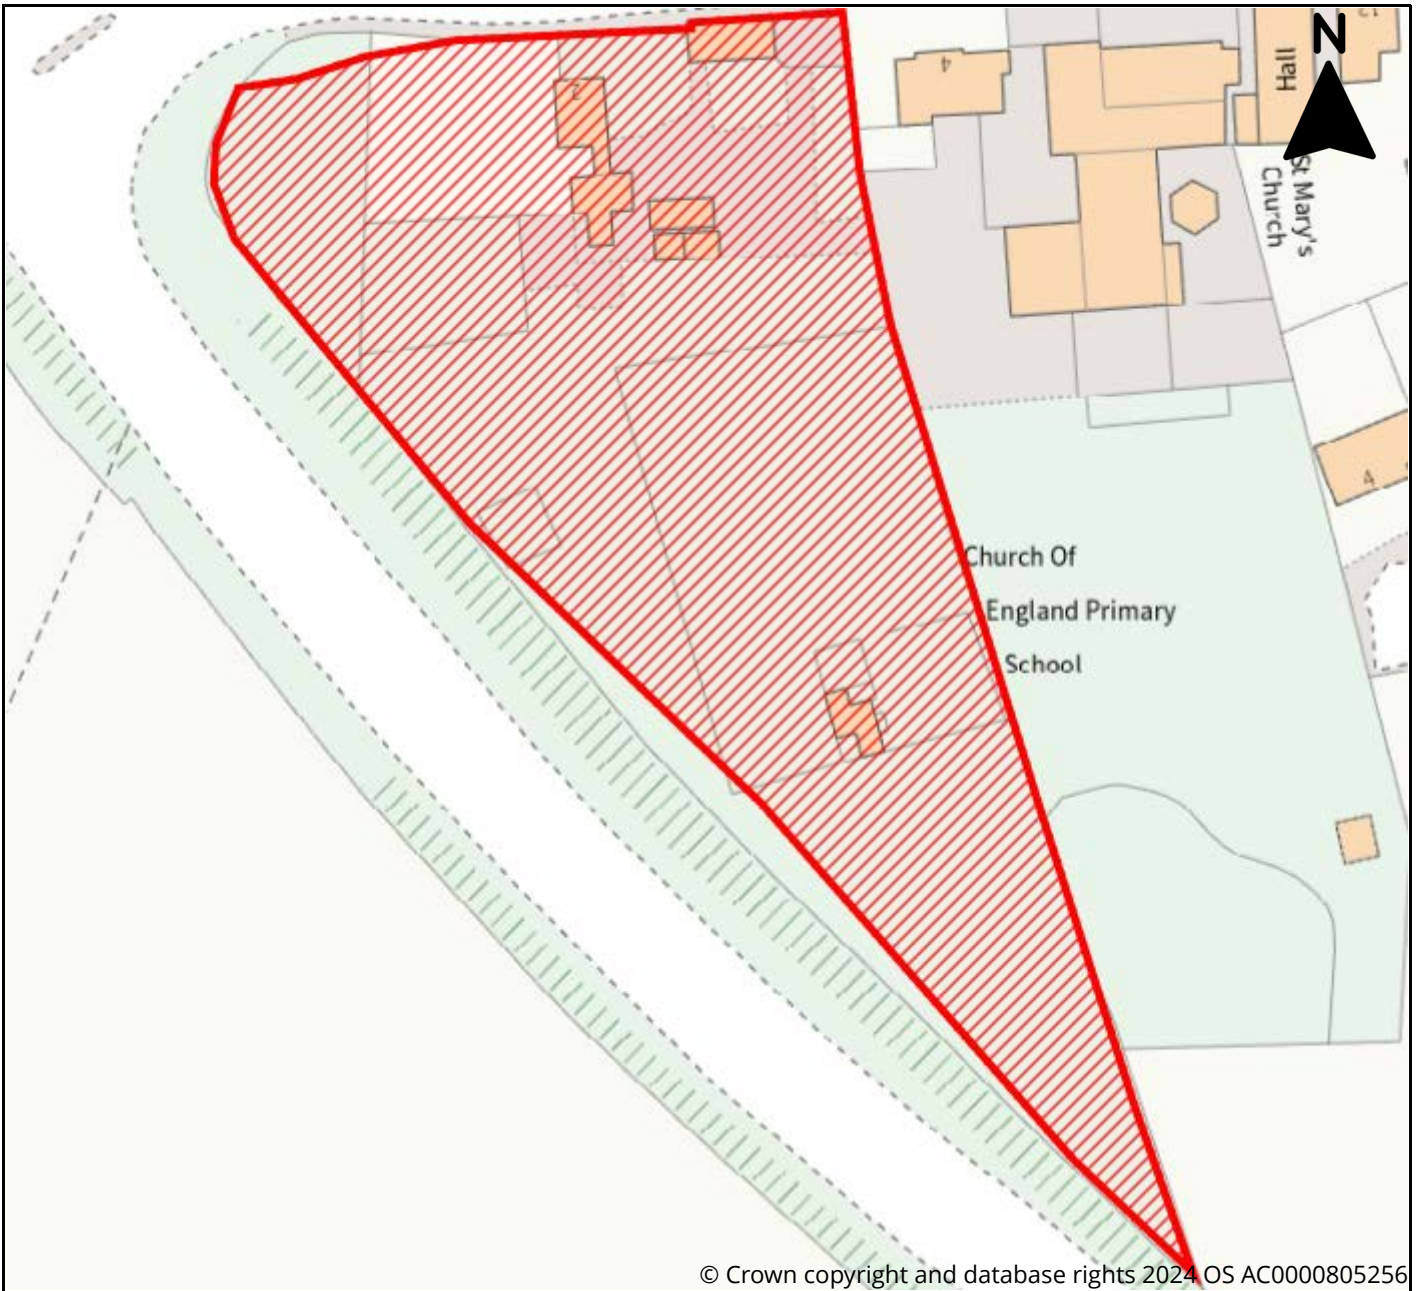 N
Hall
4
2
St Mary's
Church
4
Church Of
England Primary
School
© Crown copyright and database rights 2024 OS AC0000805256